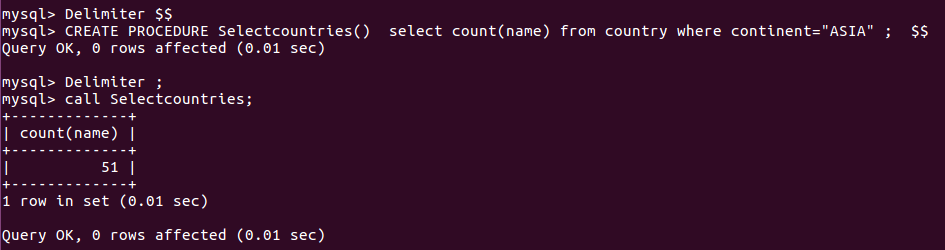 mysql> Delimiter $$
mysql> CREATE PROCEDURE Selectcountries()  select count(name) from country where continent="ASIA" ;  $$
Query OK, 0 rows affected (0.01 sec)

mysql> Delimiter ;
mysql> call Selectcountries;
+-------------+
| count(name) |
+-------------+
|          51 |
+-------------+
1 row in set (0.01 sec)

Query OK, 0 rows affected (0.01 sec)